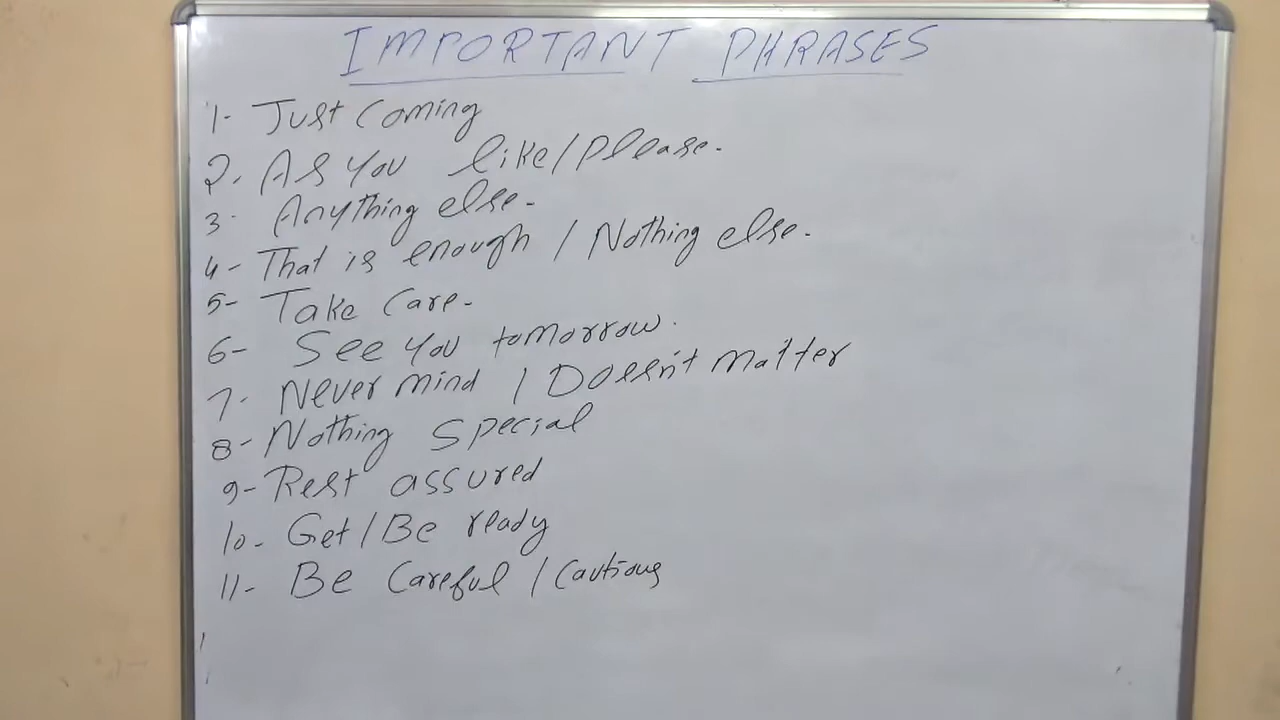 IMPORTANT PHRASES
1- Just Coming
2. As You like/Please.
3- Anything else.
4- That is enough / Nothing else.
5- Take Care.
6- See You tomorrow.
7. Never mind / Doesn't matter
8- Nothing Special
9- Rest assured
10. Get/Be ready
11- Be Careful / Cautious